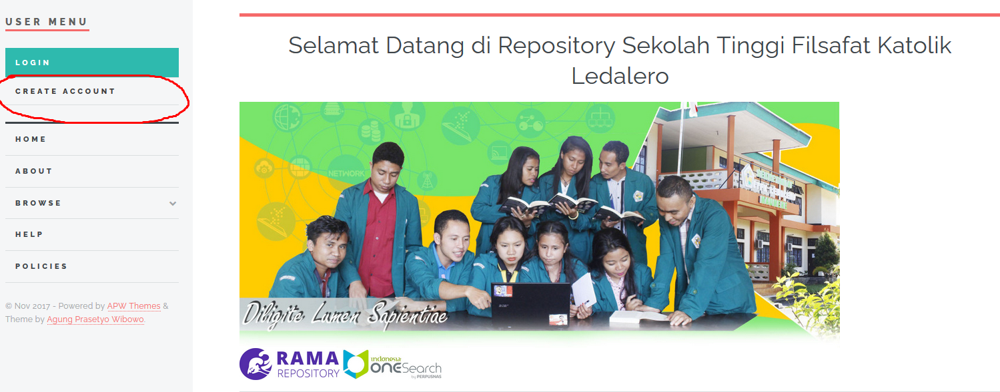 USER MENU
LOGIN
CREATE ACCOUNT
HOME
ABOUT
BROWSE
HELP
POLICIES
© Nov 2017 - Powered by APW Themes &
Theme by Agung Prasetyo Wibowo.
Selamat Datang di Repository Sekolah Tinggi Filsafat Katolik
Ledalero
NETWORK
Diligite Lumen Sapientiae
acer
RAMA
REPOSITORY
indonesia
oneSearch
by PERPUSNAS